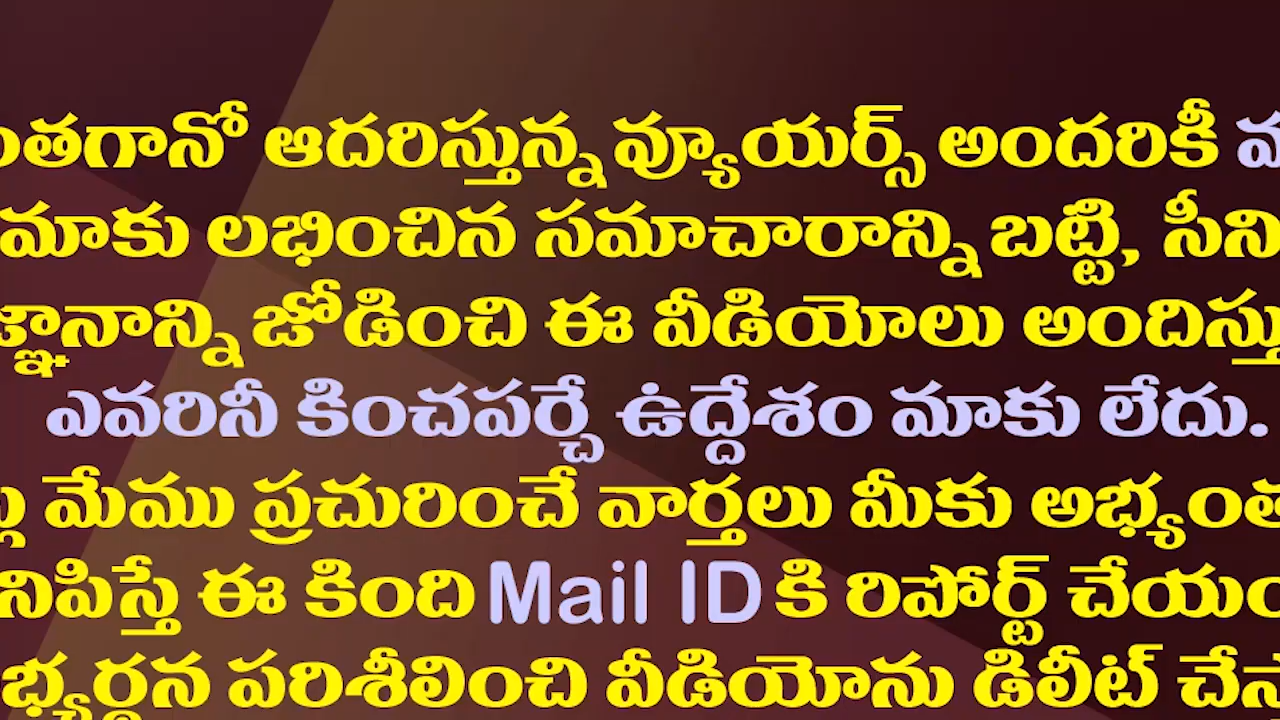 ంతగానో ఆదరిస్తున్న వ్యూయర్స్ అందరికీ
మాకు లభించిన సమాచారాన్ని బట్టి, సీని
జ్ఞానాన్ని జోడించి ఈ వీడియోలు అందిస్తు
ఎవరినీ కించపర్చే ఉద్దేశం మాకు లేదు.
మేము ప్రచురించే వార్తలు మీకు అభ్యంత
నిపిస్తే ఈ కింది Mail ID కి రిపోర్ట్ చేయం
భ్యర్థన పరిశీలించి వీడియోను డిలీట్ చేస